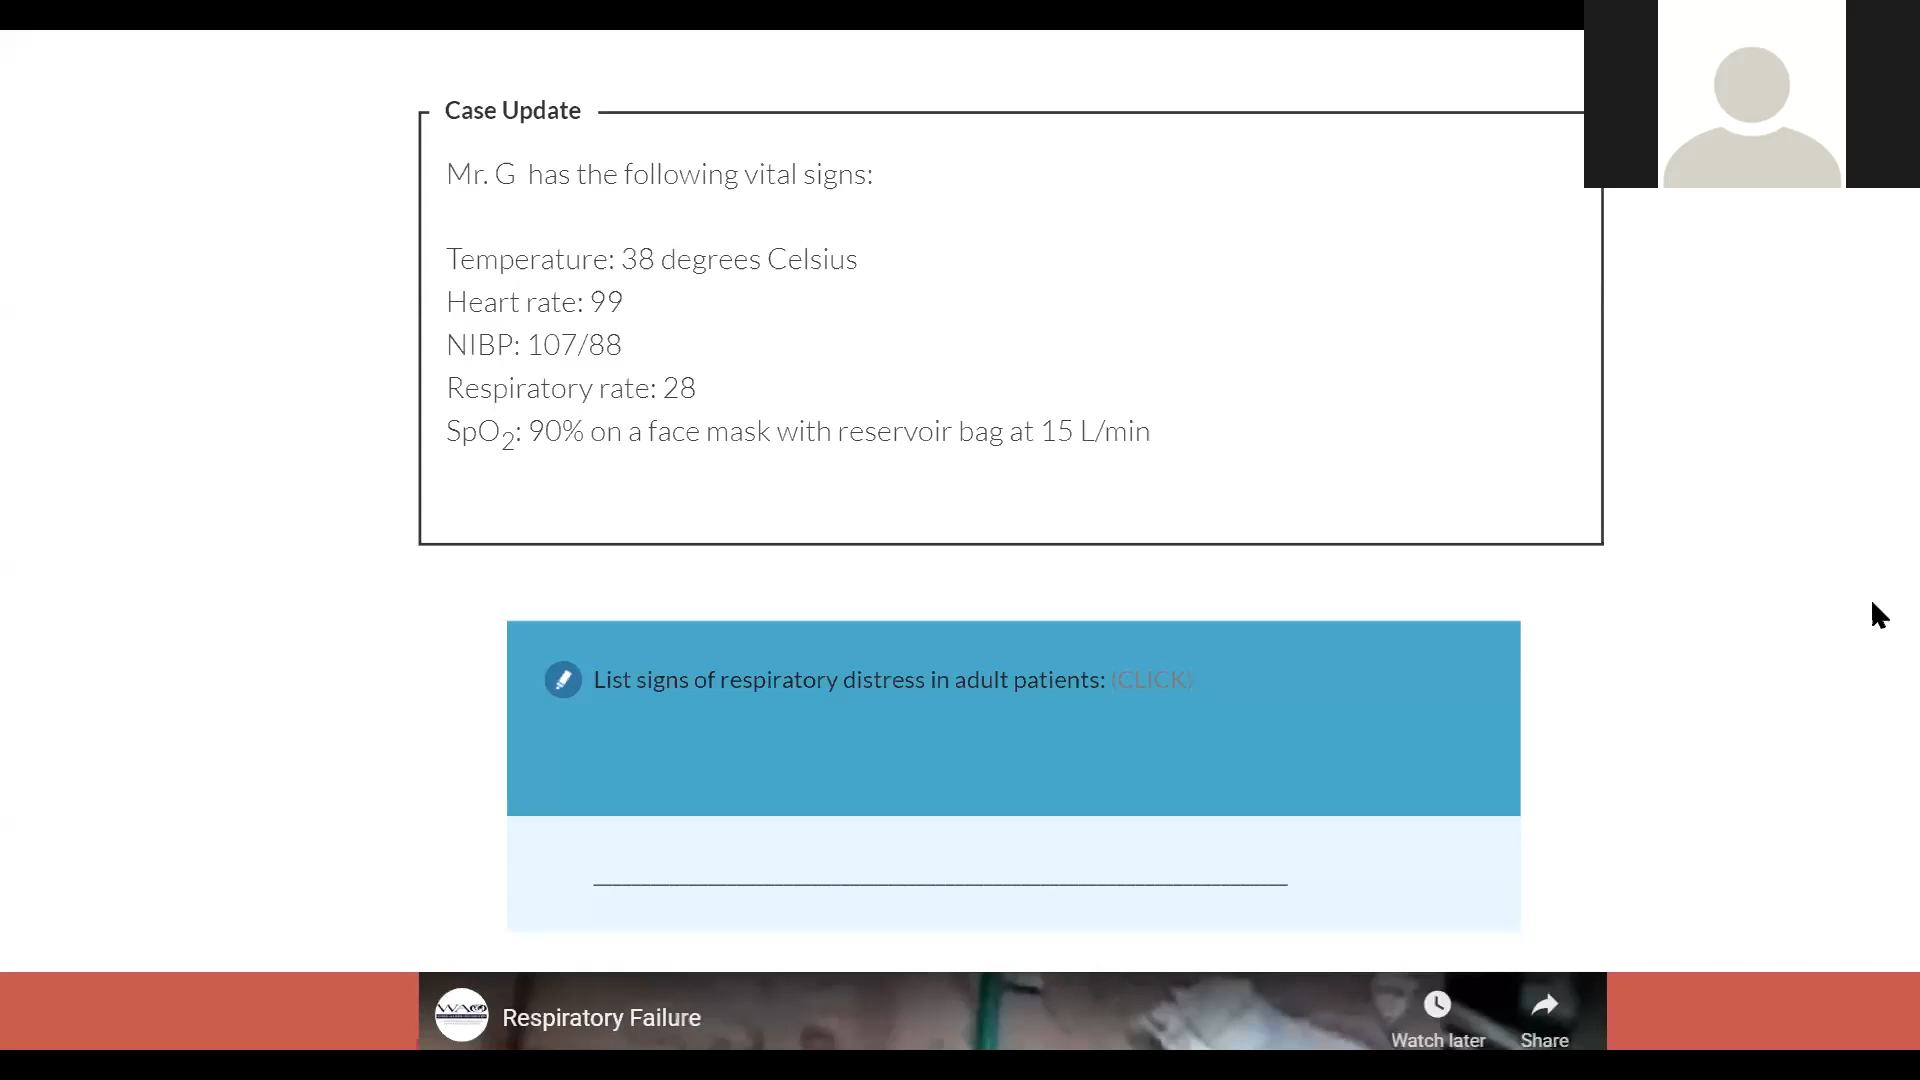 Case Update
Mr. G has the following vital signs:
Temperature: 38 degrees Celsius
Heart rate: 99
NIBP: 107/88
Respiratory rate: 28
SpO2: 90% on a face mask with reservoir bag at 15 L/min
List signs of respiratory distress in adult patients: (CLICK)
Respiratory Failure
Watch later
Share